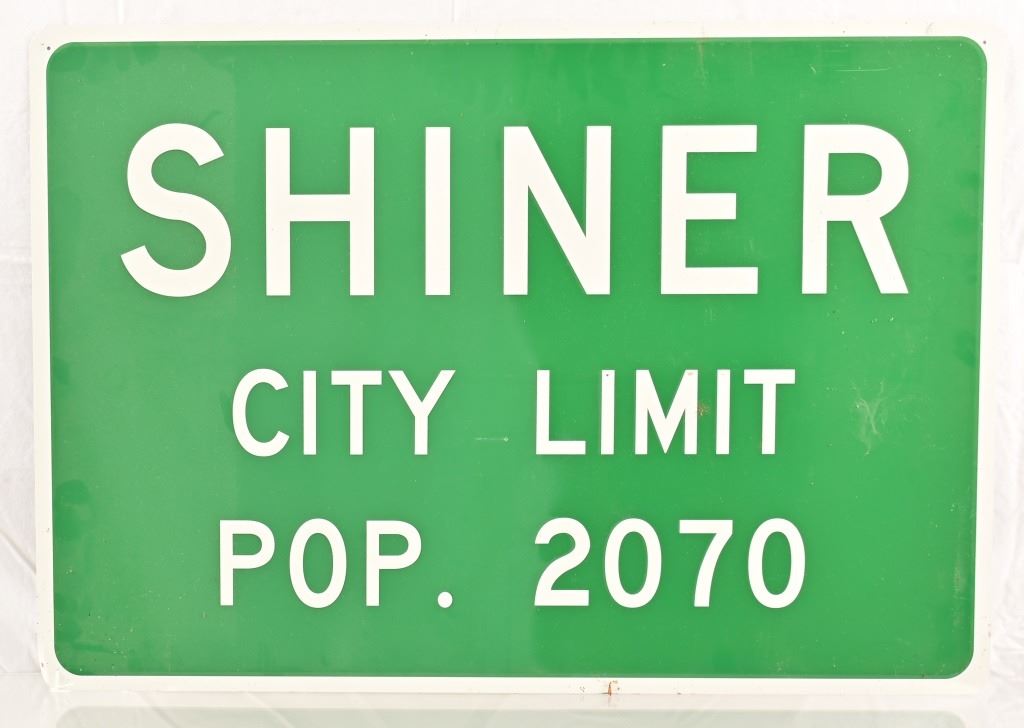 SHINER
CITY LIMIT
POP. 2070